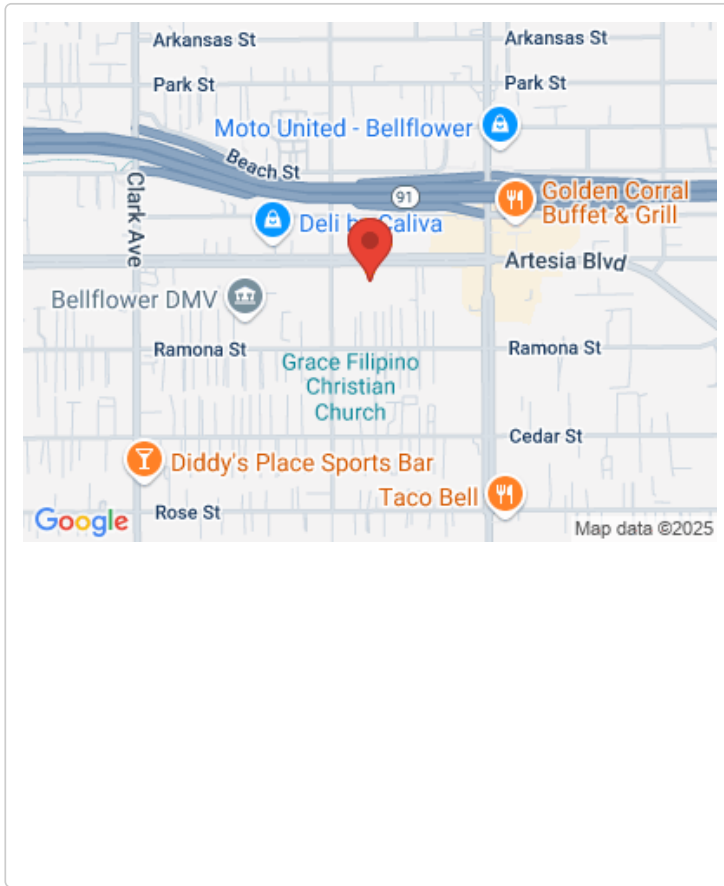 Arkansas St
Arkansas St
Park St
Park St
Moto United - Bellflower
Beach St
91
Clark Ave
Golden Corral
Buffet & Grill
Deli by Caliva
Artesia Blvd
Bellflower DMV
Ramona St
Ramona St
Grace Filipino
Christian
Church
Cedar St
Diddy's Place Sports Bar
Taco Bell
Rose St
Google
Map data ©2025